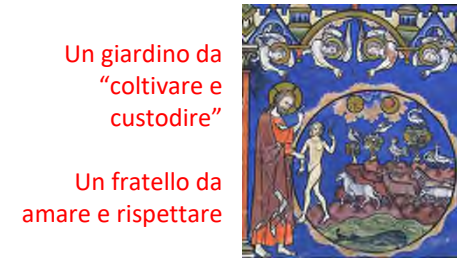 Un giardino da
“coltivare e
custodire”
Un fratello da
amare e rispettare